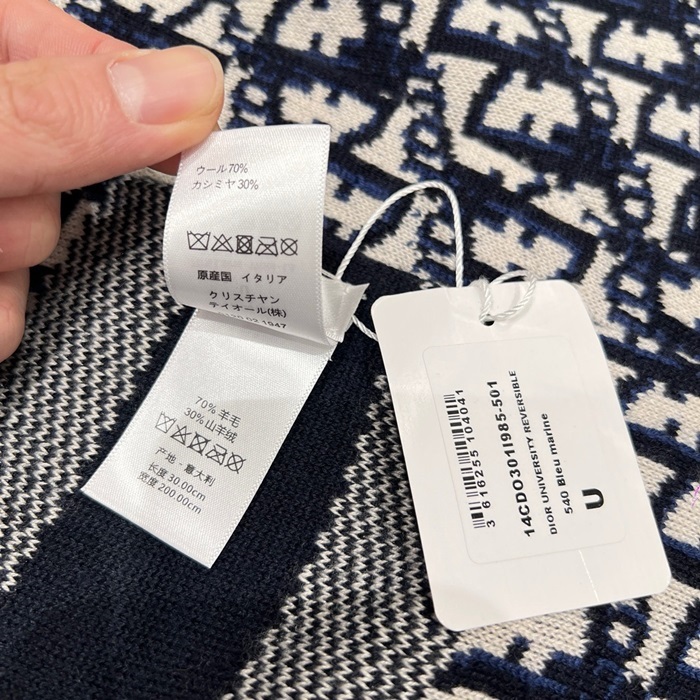 ウール70%
カシミヤ30%
原産国 イタリア
クリスチャン
ディオール(株)
70% 羊毛
30% 山羊绒
产地 - 意大利
长度 30.00cm
宽度 200.00cm
3 616255 104041
14CDO301I985-501
DIOR UNIVERSITY REVERSIBLE
540 Bleu marine
U